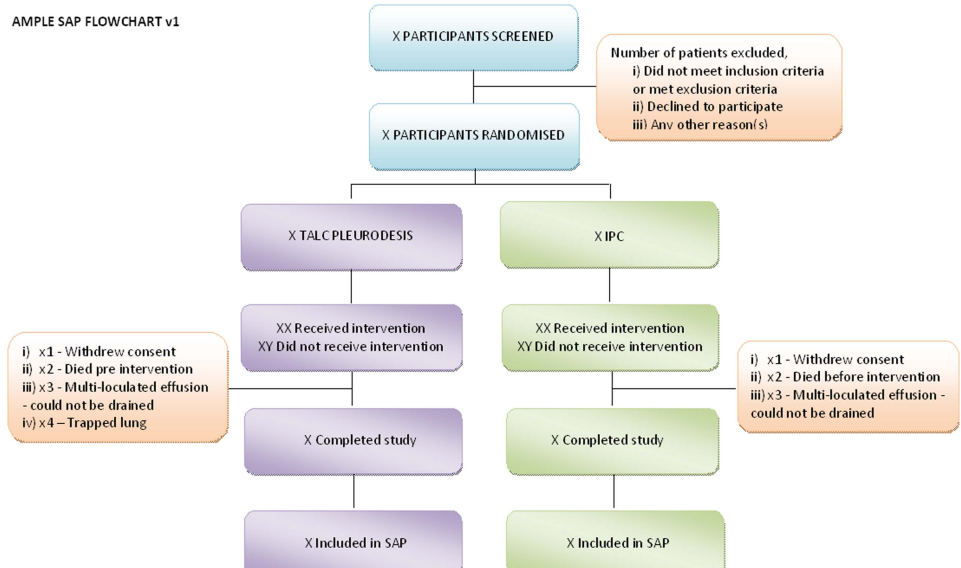 AMPLE SAP FLOWCHART v1
X PARTICIPANTS SCREENED
Number of patients excluded,
i) Did not meet inclusion criteria
or met exclusion criteria
ii) Declined to participate
iii) Any other reason(s)
X PARTICIPANTS RANDOMISED
X TALC PLEURODESIS
X IPC
XX Received intervention
XY Did not receive intervention
XX Received intervention
XY Did not receive intervention
i) x1 - Withdrew consent
ii) x2 - Died pre intervention
iii) x3 - Multi-loculated effusion
- could not be drained
iv) x4 – Trapped lung
i) x1 - Withdrew consent
ii) x2 - Died before intervention
iii) x3 - Multi-loculated effusion -
could not be drained
X Completed study
X Completed study
X Included in SAP
X Included in SAP